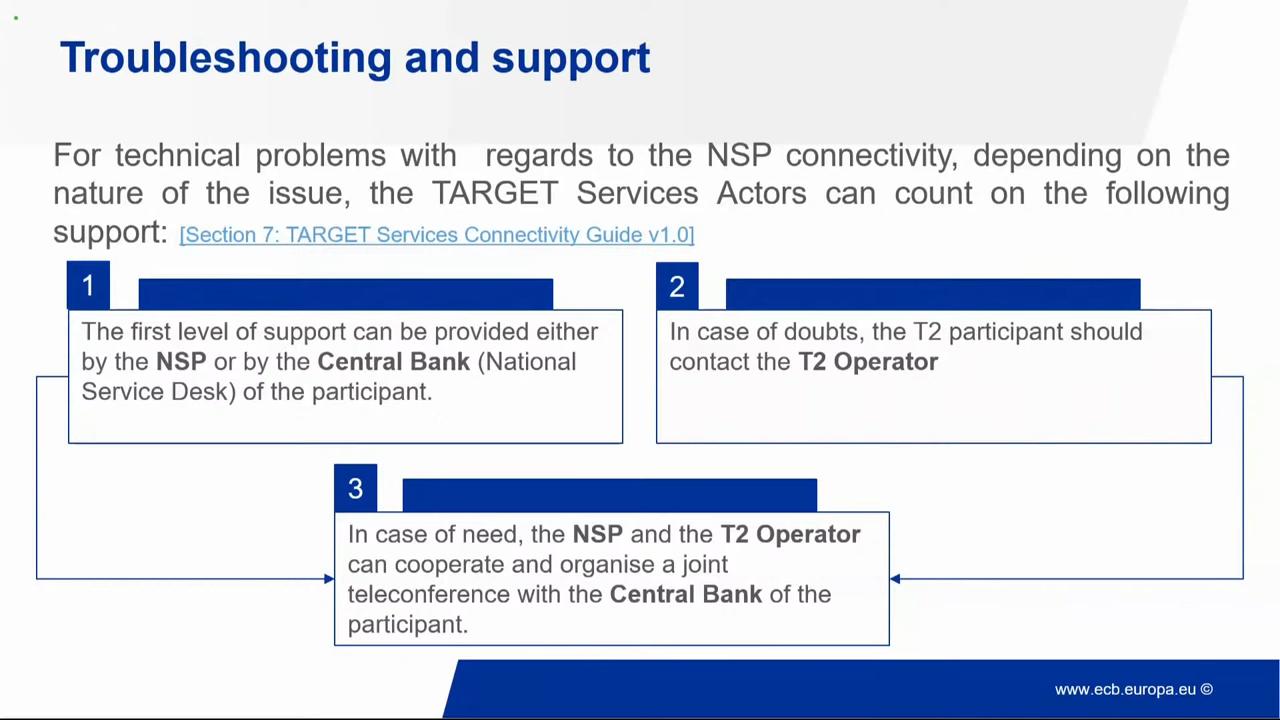 Troubleshooting and support
For technical problems with regards to the NSP connectivity, depending on the
nature of the issue, the TARGET Services Actors can count on the following
support: [Section 7: TARGET Services Connectivity Guide v1.0]
1
The first level of support can be provided either
by the NSP or by the Central Bank (National
Service Desk) of the participant.
2
In case of doubts, the T2 participant should
contact the T2 Operator
3
In case of need, the NSP and the T2 Operator
can cooperate and organise a joint
teleconference with the Central Bank of the
participant.
www.ecb.europa.eu ©